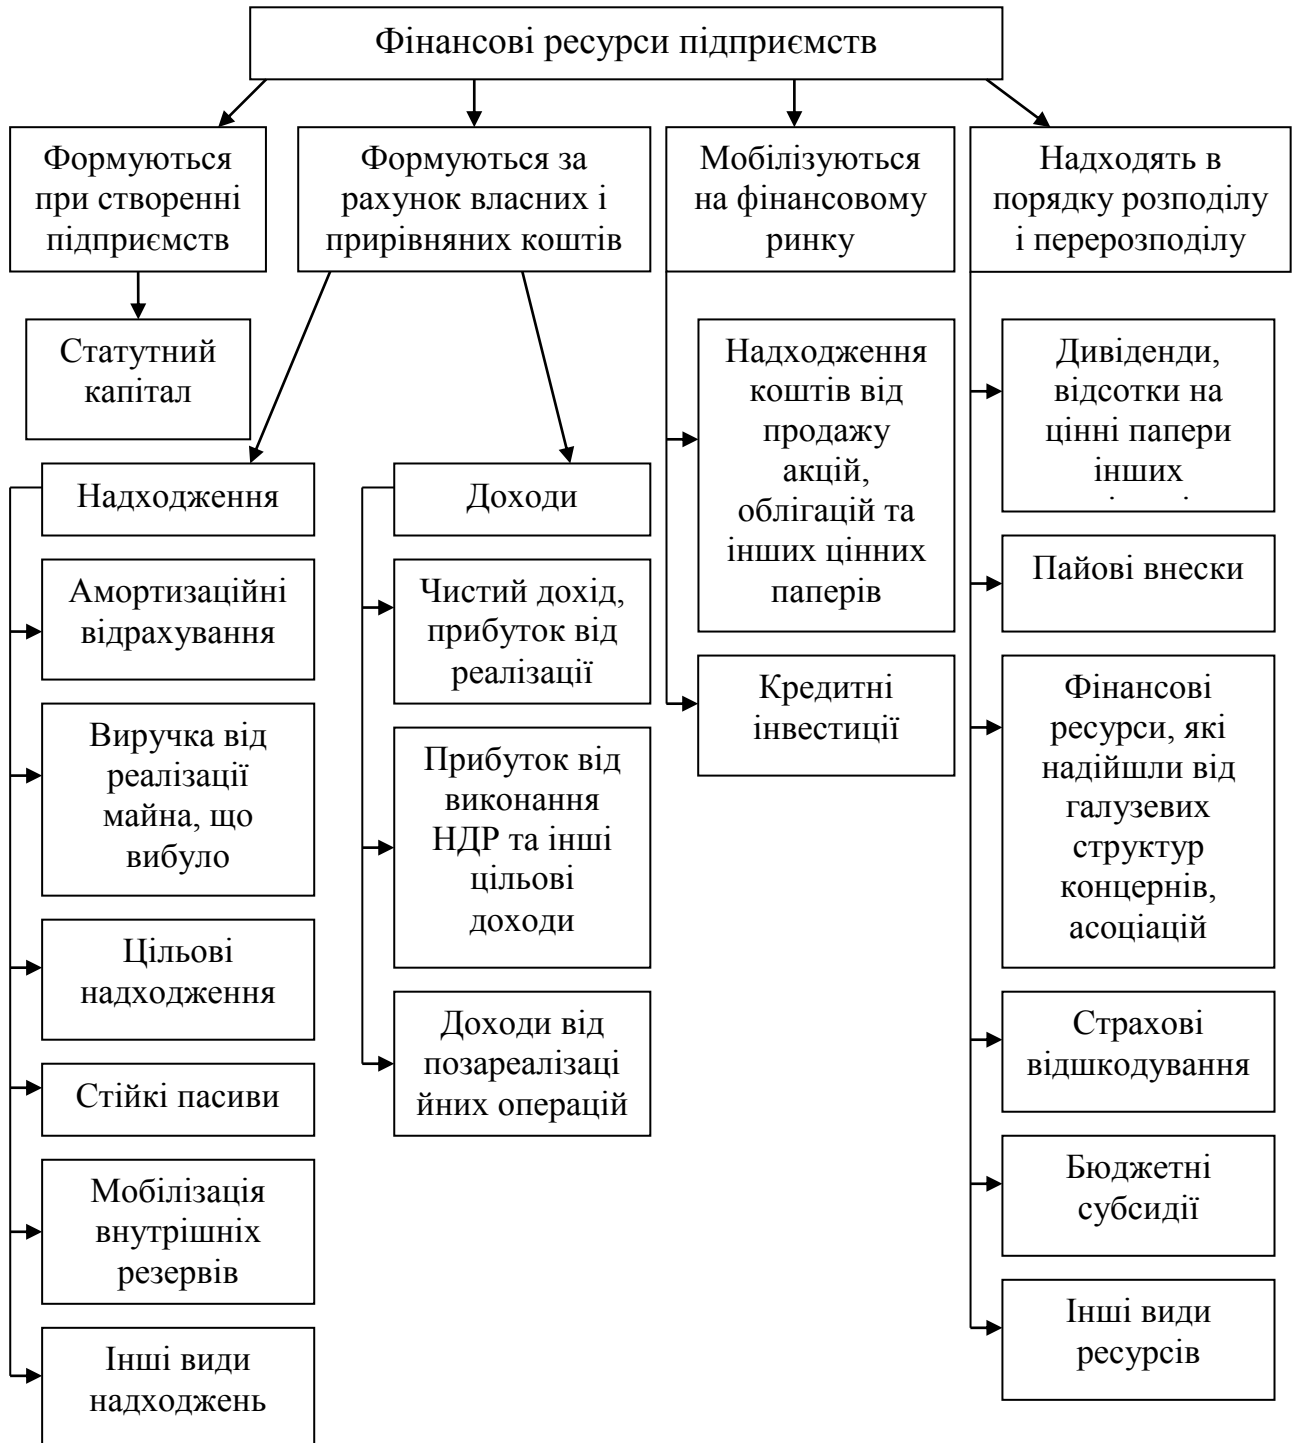 Фінансові ресурси підприємств
Формуються
при створенні
підприємств
Формуються за
рахунок власних і
прирівняних коштів
Мобілізуються
на фінансовому
ринку
Надходять в
порядку розподілу
і перерозподілу
Статутний
капітал
Надходження
Амортизаційні
відрахування
Виручка від
реалізації
майна, що
вибуло
Цільові
надходження
Стійкі пасиви
Мобілізація
внутрішніх
резервів
Інші види
надходжень
Доходи
Чистий дохід,
прибуток від
реалізації
Прибуток від
виконання
НДР та інші
цільові
доходи
Доходи від
позареалізаці
йних операцій
Надходження
коштів від
продажу
акцій,
облігацій та
інших цінних
паперів
Кредитні
інвестиції
Дивіденди,
відсотки на
цінні папери
інших
Пайові внески
Фінансові
ресурси, які
надійшли від
галузевих
структур
концернів,
асоціацій
Страхові
відшкодування
Бюджетні
субсидії
Інші види
ресурсів